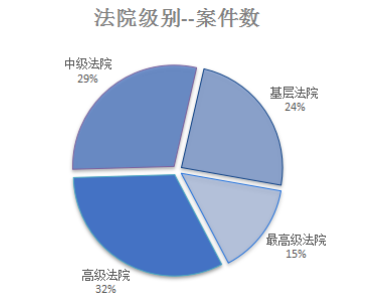 法院级别--案件数
中级法院
29%
基层法院
24%
最高级法院
15%
高级法院
32%